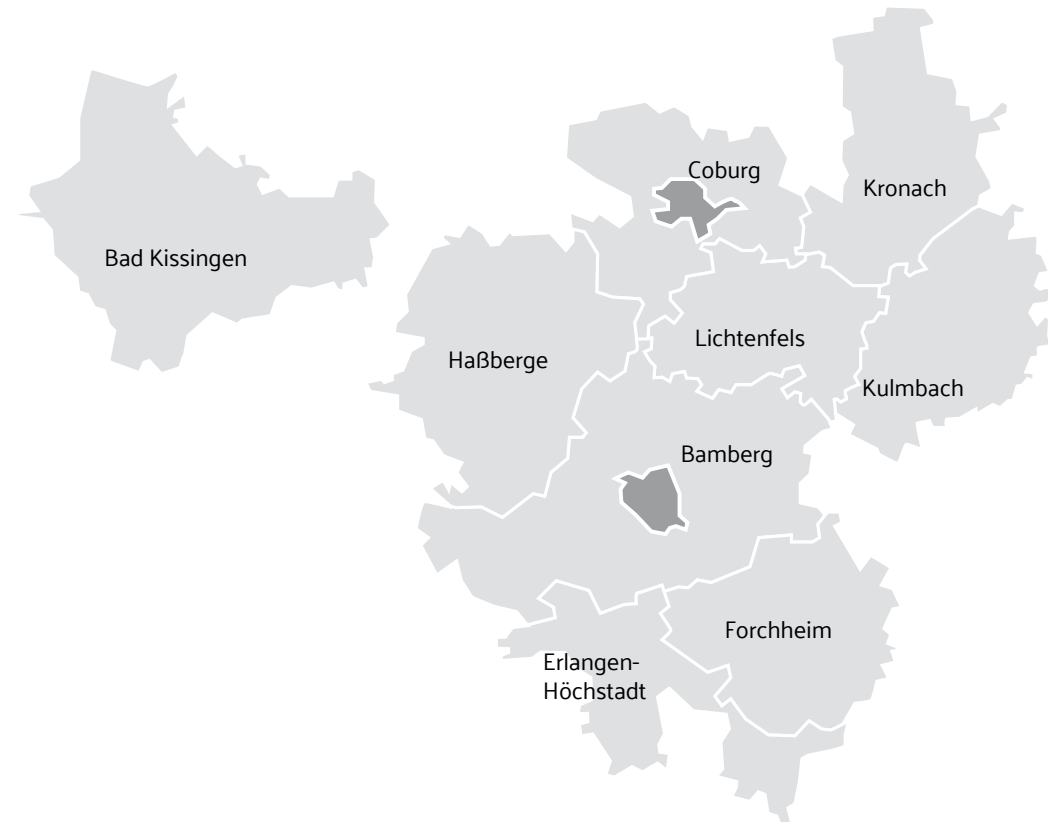 Coburg
Kronach
Bad Kissingen
Lichtenfels
Haßberge
Kulmbach
Bamberg
Forchheim
Erlangen-
Höchstadt